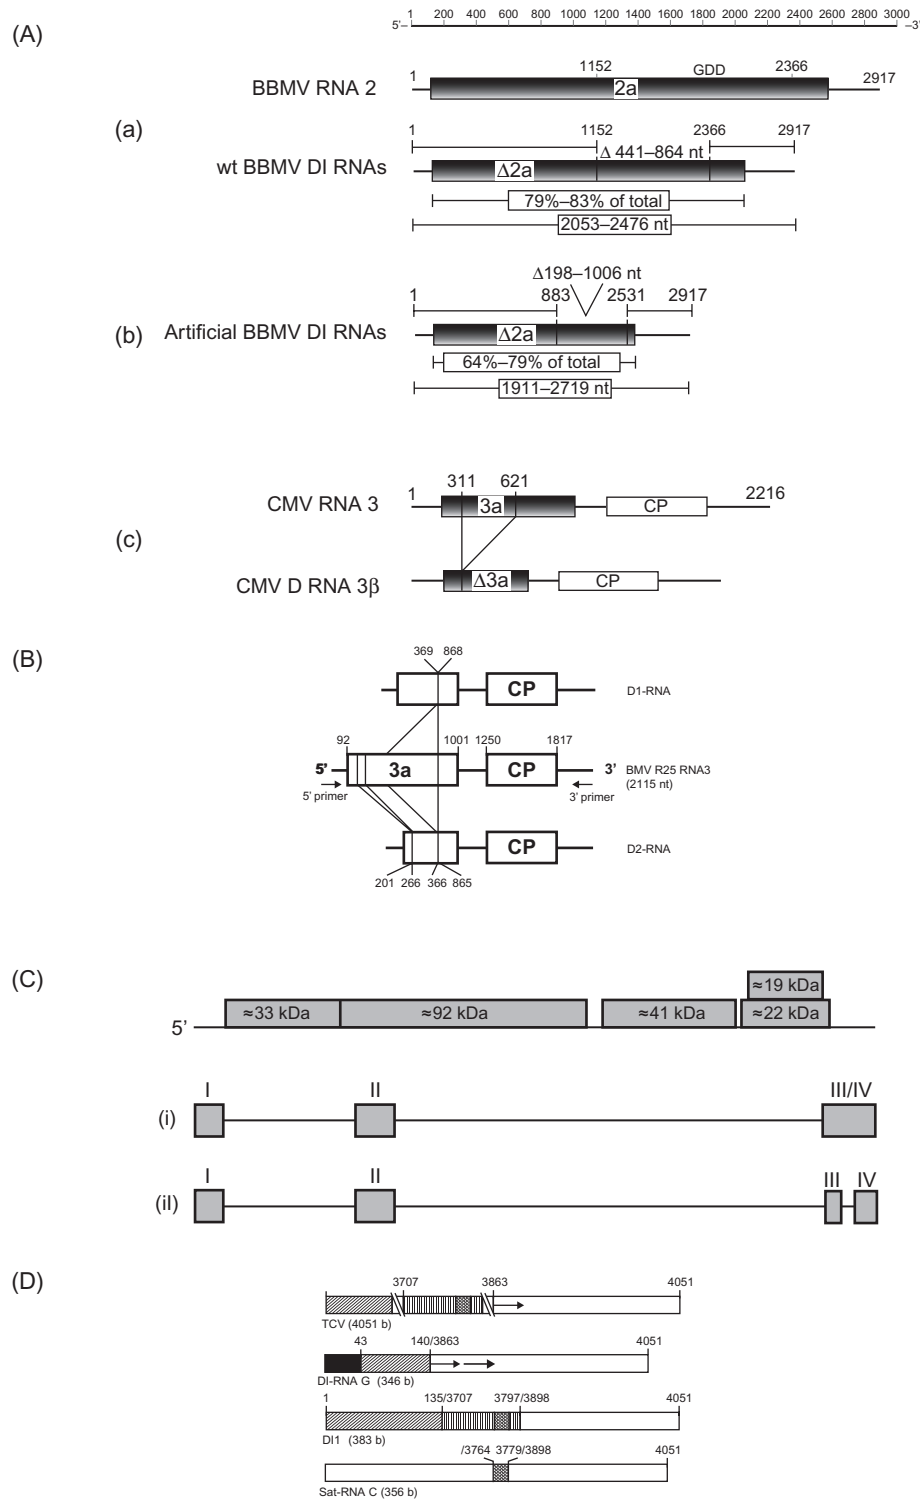 (A)
1 200 400 600 800 1000 1200 1400 1600 1800 2000 2200 2400 2600 2800 3000
5'– –3'
1 1152 GDD 2366 2917
BBMV RNA 2
2a
(a)
1 1152 2366 2917
Δ 441–864 nt
wt BBMV DI RNAs
Δ2a
79%–83% of total
2053–2476 nt
Δ198–1006 nt
1 883 2531 2917
(b)
Artificial BBMV DI RNAs
Δ2a
64%–79% of total
1911–2719 nt
1 311 621 2216
CMV RNA 3
3a CP
(c)
CMV D RNA 3β
Δ3a CP
(B)
369 868
CP
D1-RNA
92 1001 1250 1817
5' 3a CP 3'
BMV R25 RNA3
(2115 nt)
5' primer
3' primer
CP
D2-RNA
201 266 366 865
(C)
≈19 kDa
≈33 kDa ≈92 kDa ≈41 kDa ≈22 kDa
5'
I II III/IV
(i)
I II III IV
(iI)
(D)
3707 3863 4051
TCV (4051 b)
43 140/3863 4051
DI-RNA G (346 b)
1 135/3707 3797/3898 4051
DI1 (383 b)
/3764 3779/3898 4051
Sat-RNA C (356 b)